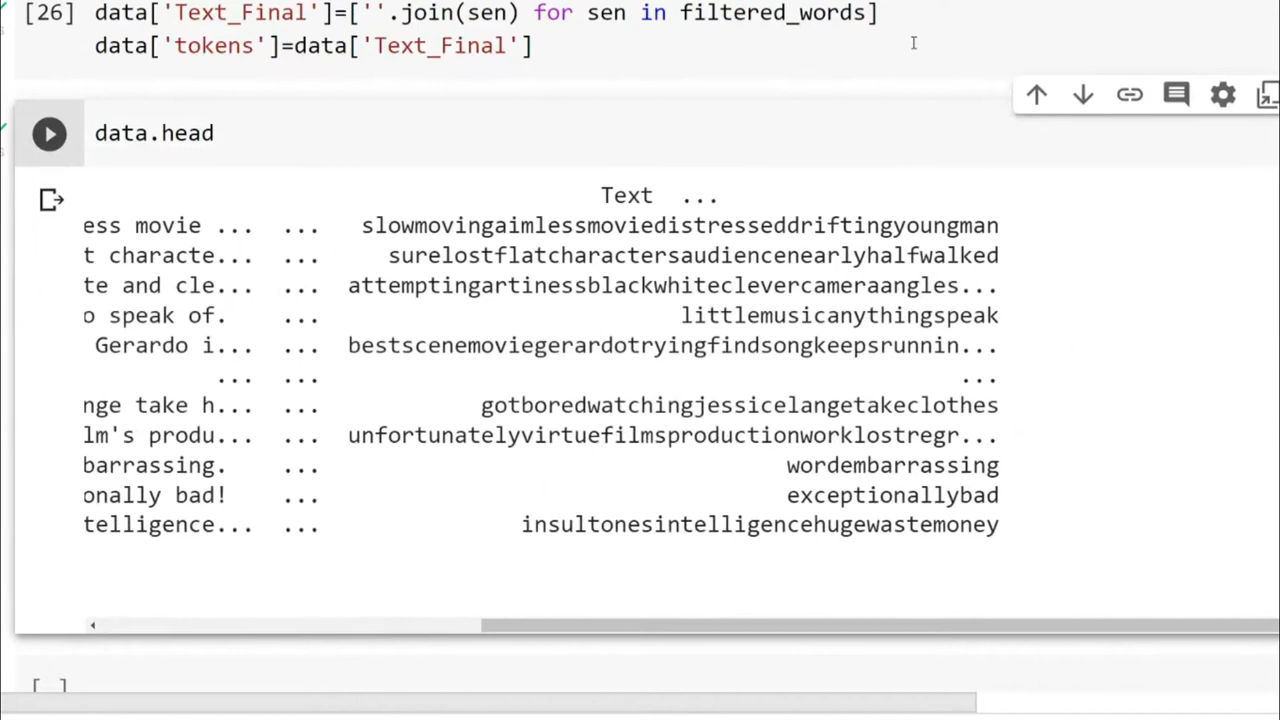 [26] data['Text_Final']=[''.join(sen) for sen in filtered_words]
data['tokens']=data['Text_Final']
data.head
Text ...
ess movie ... ... slowmovingaimlessmoviedistresseddriftingyoungman
t characte... ... surelostflatcharactersaudiencenearlyhalfwalked
te and cle... ... attemptingartinessblackwhiteclevercameraangles...
o speak of. ... littlemusicanythingspeak
Gerardo i... ... bestscenemoviegerardotryingfindsongkeepsrunnin...
... ... ...
nge take h... ... gotboredwatchingjessicelangetakeclothes
lm's produ... ... unfortunatelyvirtuefilmsproductionworklostregr...
barrassing. ... wordembarrassing
onally bad! ... exceptionallybad
telligence... ... insultonesintelligencehugewastemoney
[ ]